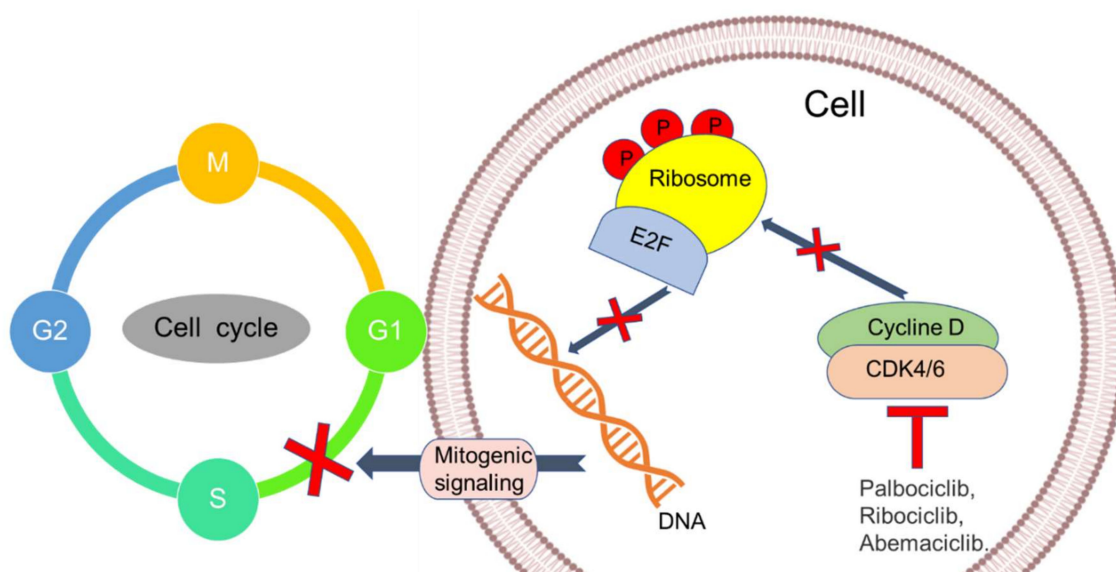 M
G2
Cell cycle
G1
S
Cell
P
P
P
Ribosome
E2F
Cycline D
CDK4/6
Mitogenic
signaling
DNA
Palbociclib,
Ribociclib,
Abemaciclib.